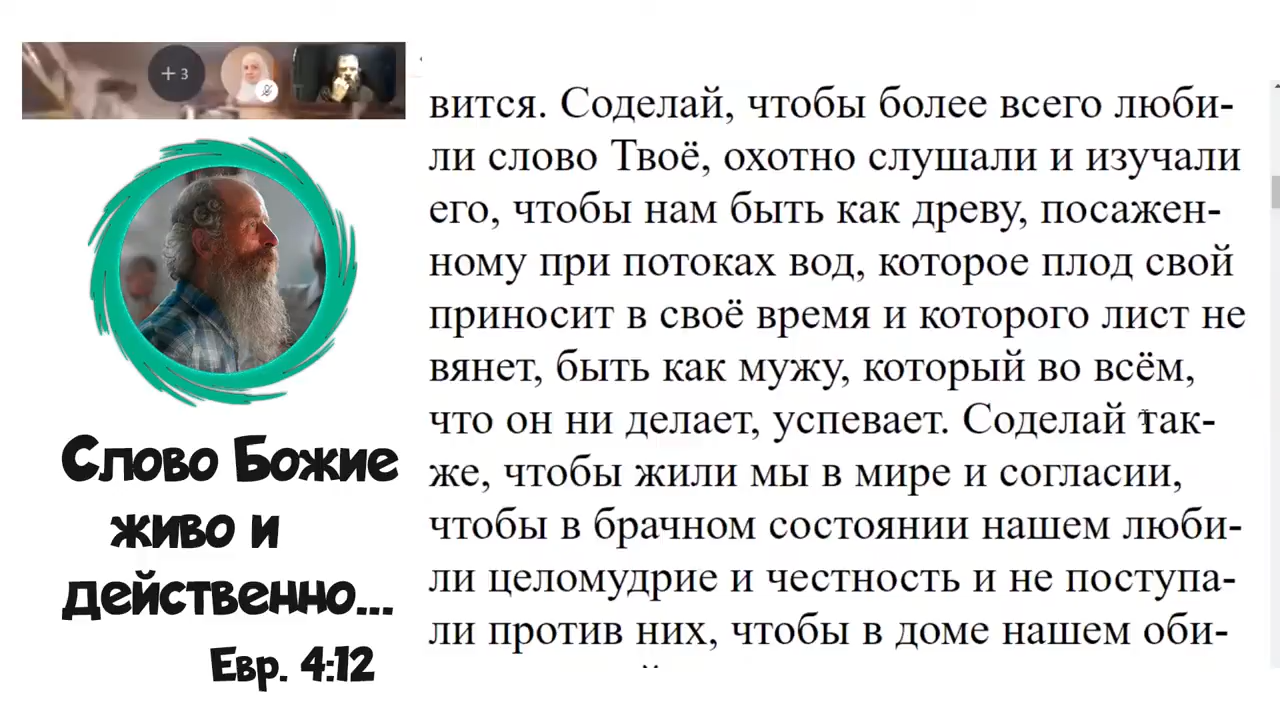 +3
Слово Божие
живо и
действенно...
Евр. 4:12
вится. Соделай, чтобы более всего люби-
ли слово Твоё, охотно слушали и изучали
его, чтобы нам быть как древу, посажен-
ному при потоках вод, которое плод свой
приносит в своё время и которого лист не
вянет, быть как мужу, который во всём,
что он ни делает, успевает. Соделай так-
же, чтобы жили мы в мире и согласии,
чтобы в брачном состоянии нашем люби-
ли целомудрие и честность и не поступа-
ли против них, чтобы в доме нашем оби-